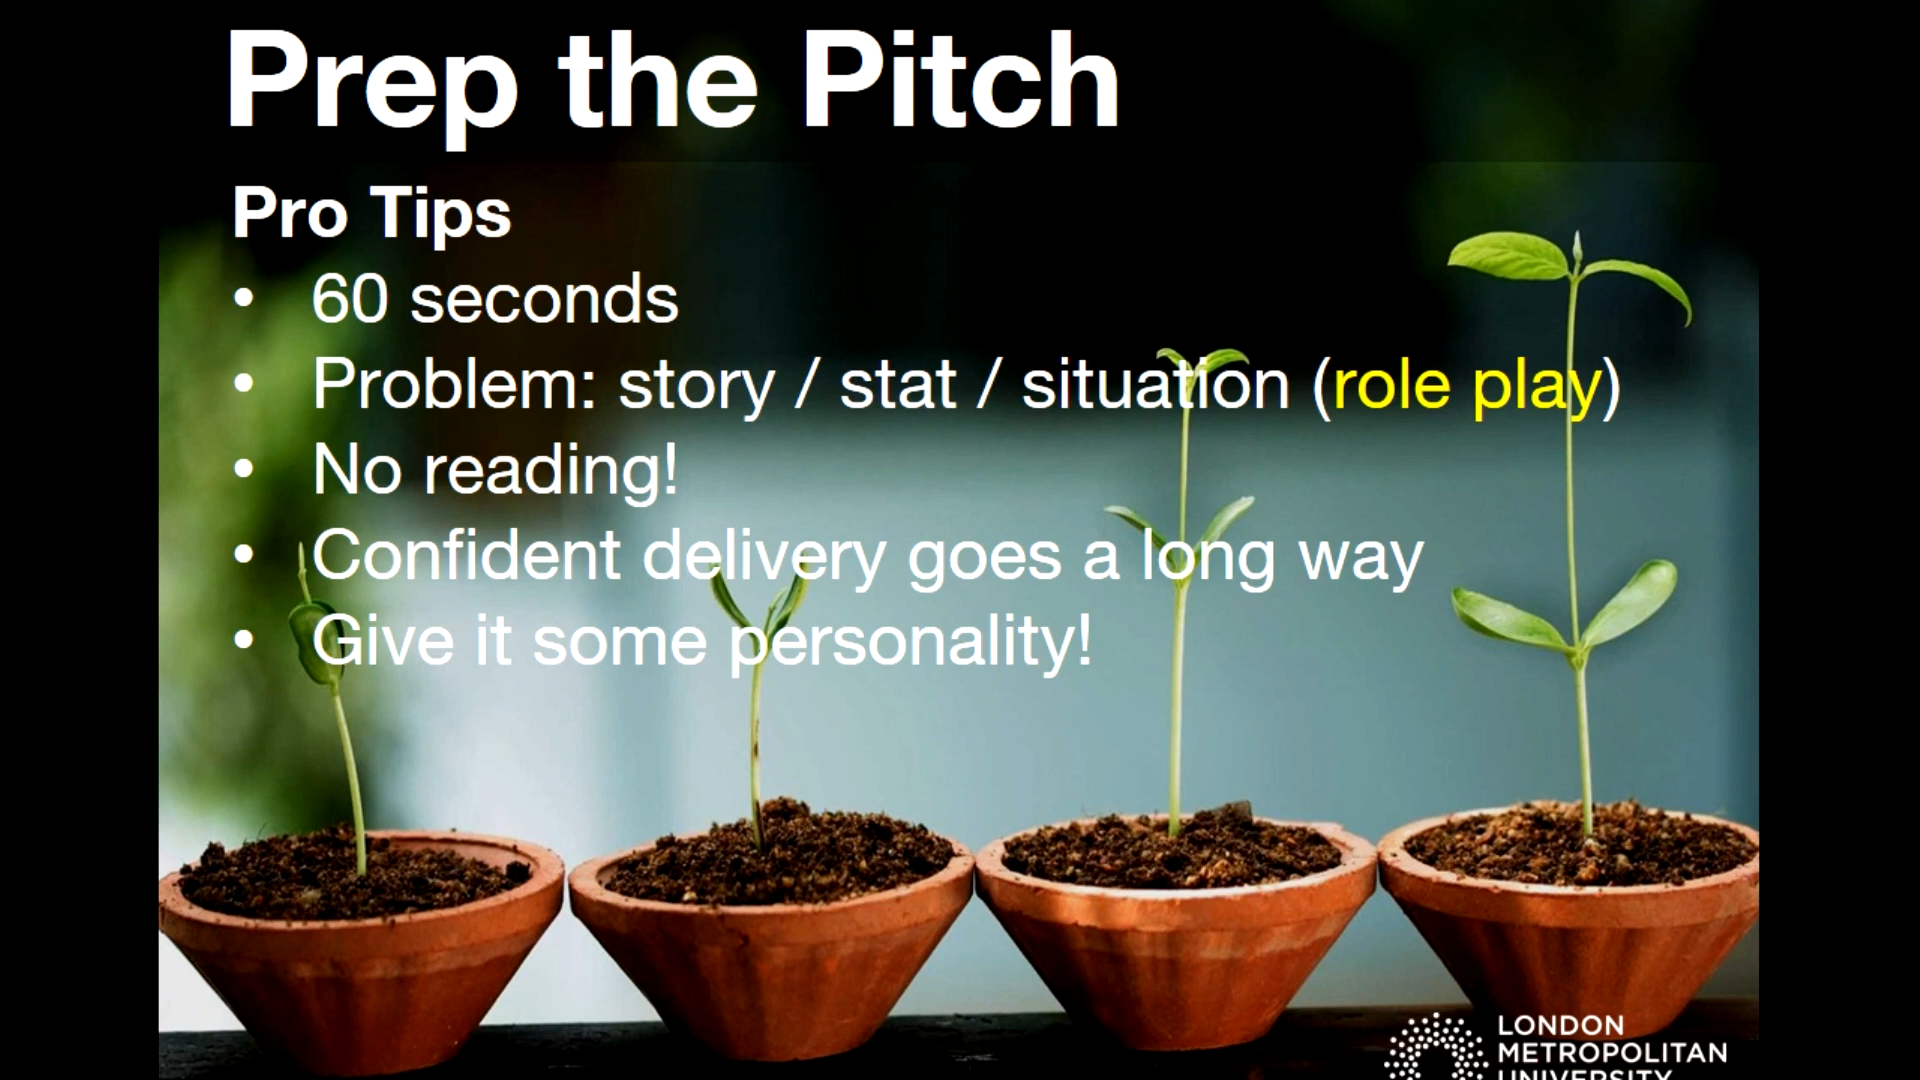 Prep the Pitch
Pro Tips
• 60 seconds
• Problem: story / stat / situation (role play)
• No reading!
• Confident delivery goes a long way
• Give it some personality!
LONDON
METROPOLITAN
UNIVERSITY